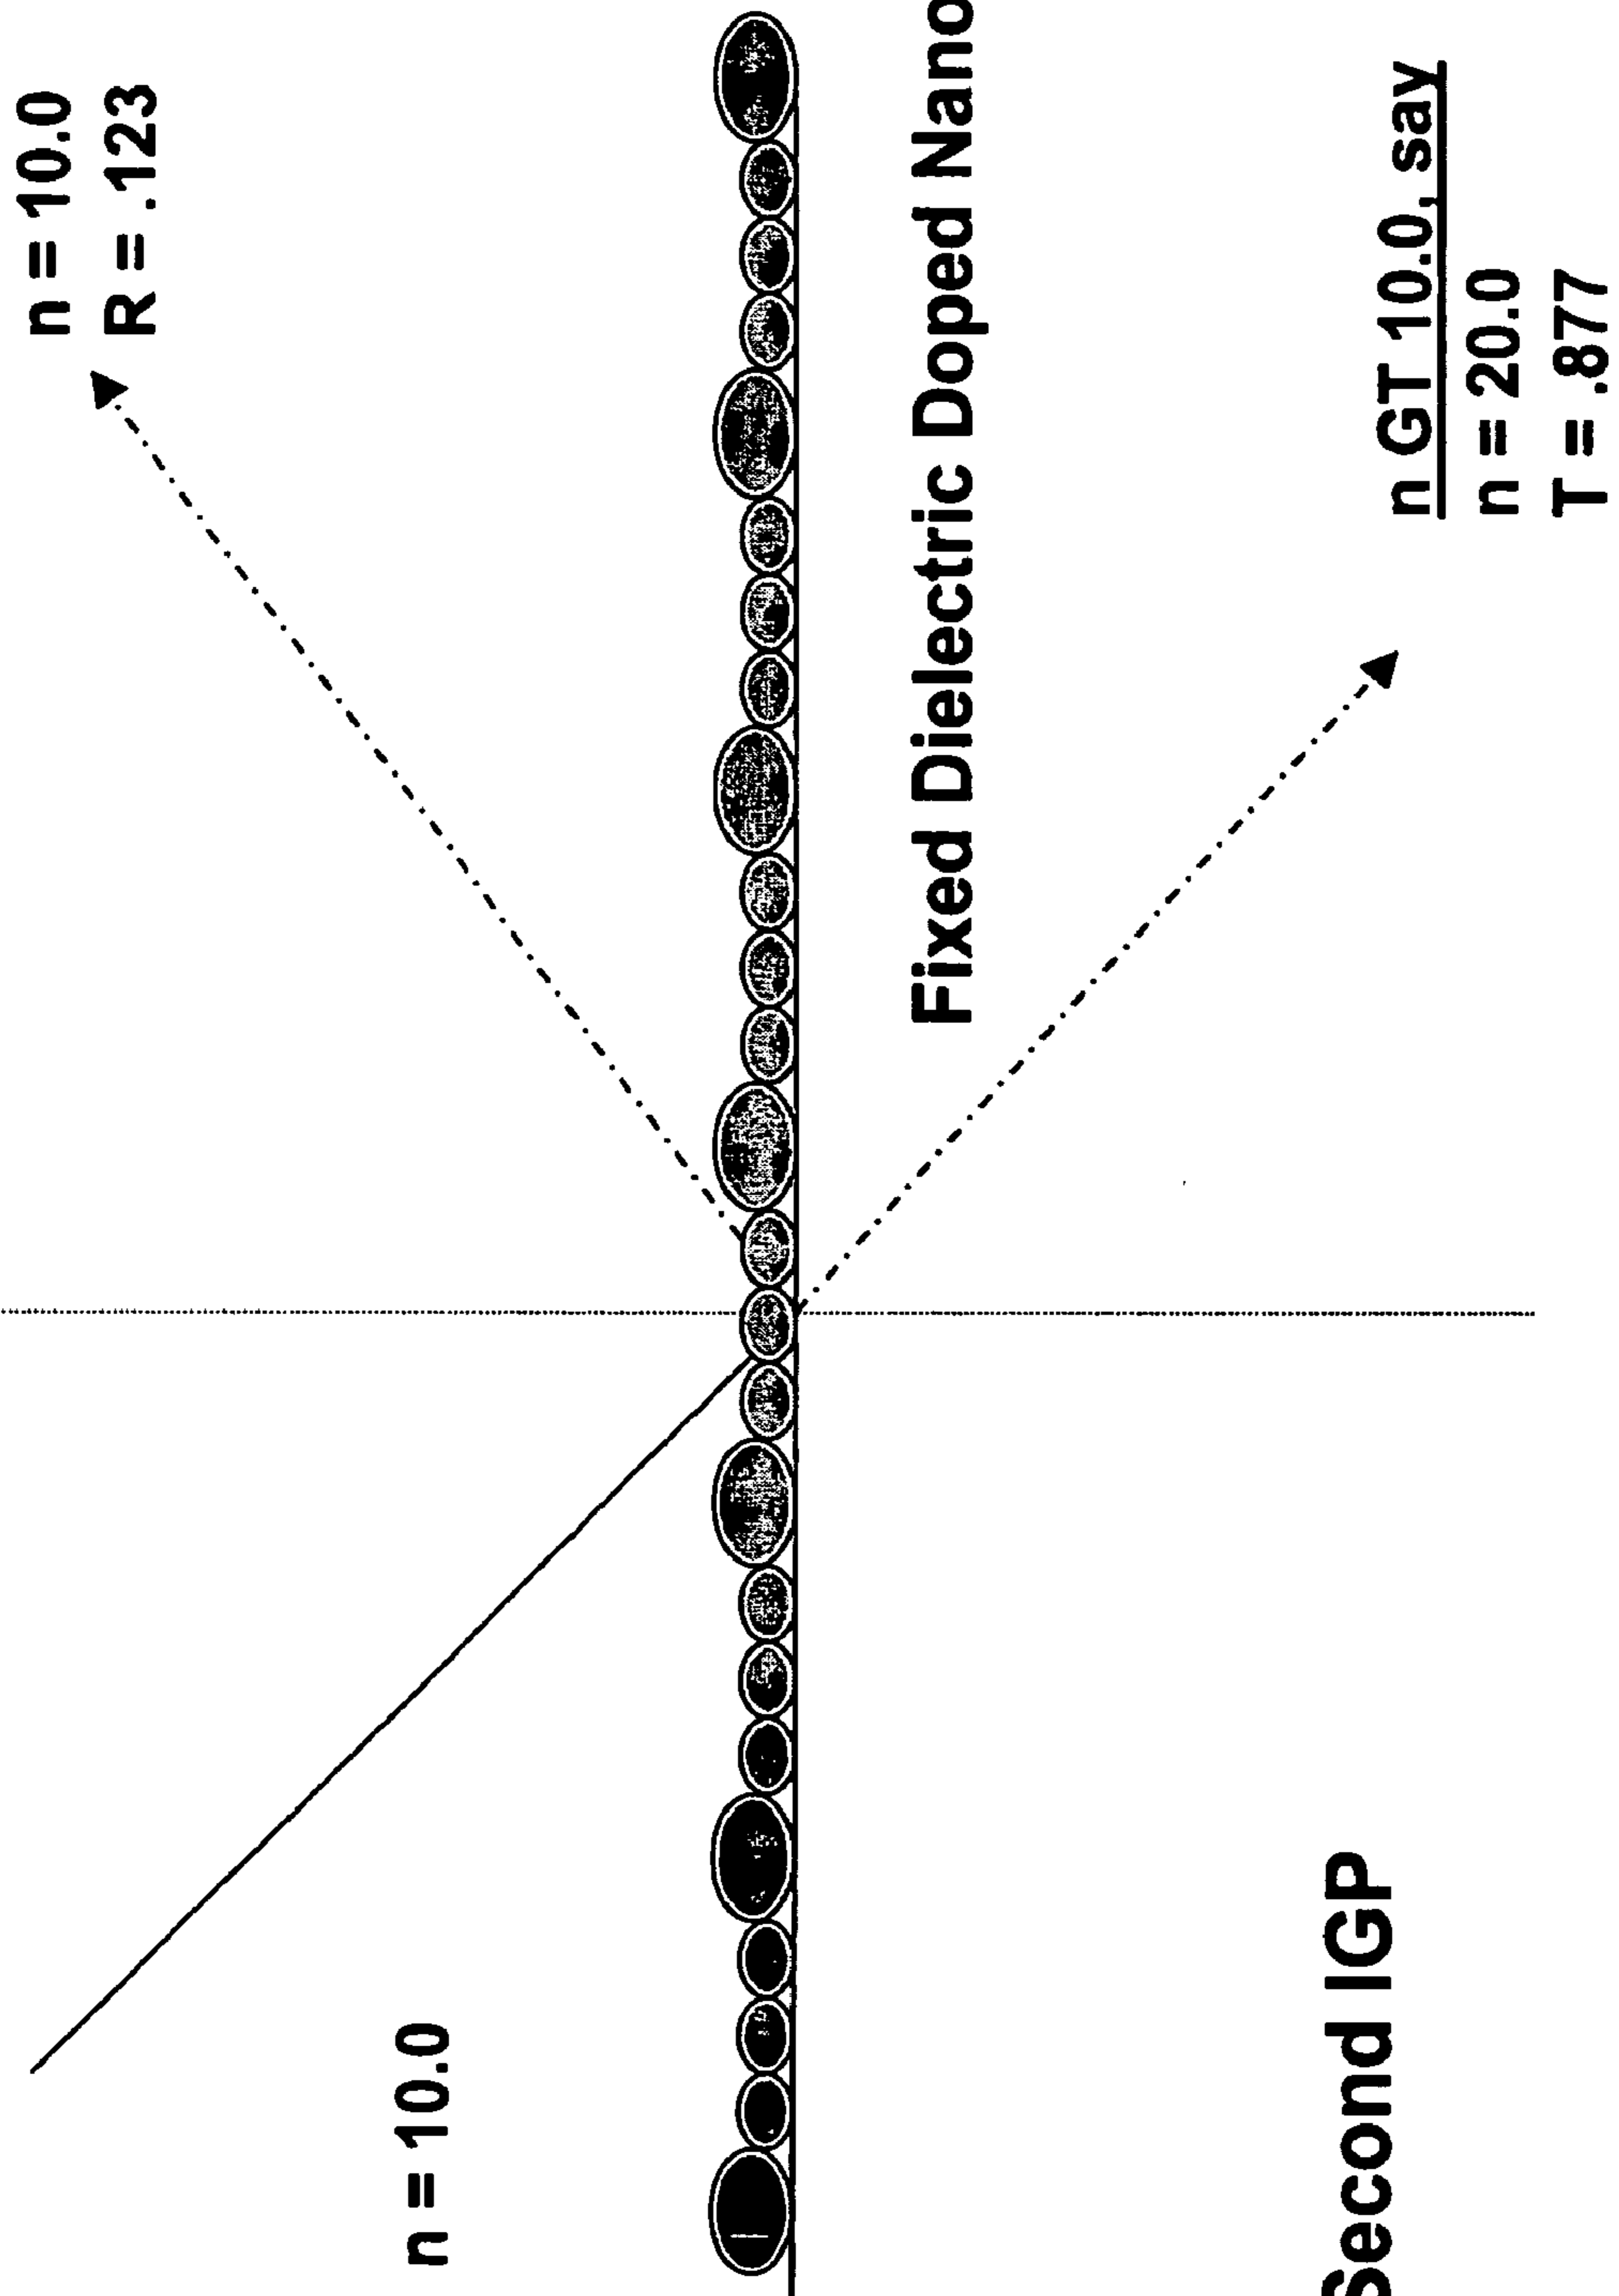 n = 10.0
R = .123
n = 10.0
Fixed Dielectric Doped Nano
n GT 10.0, say
n = 20.0
T = .877
Second IGP